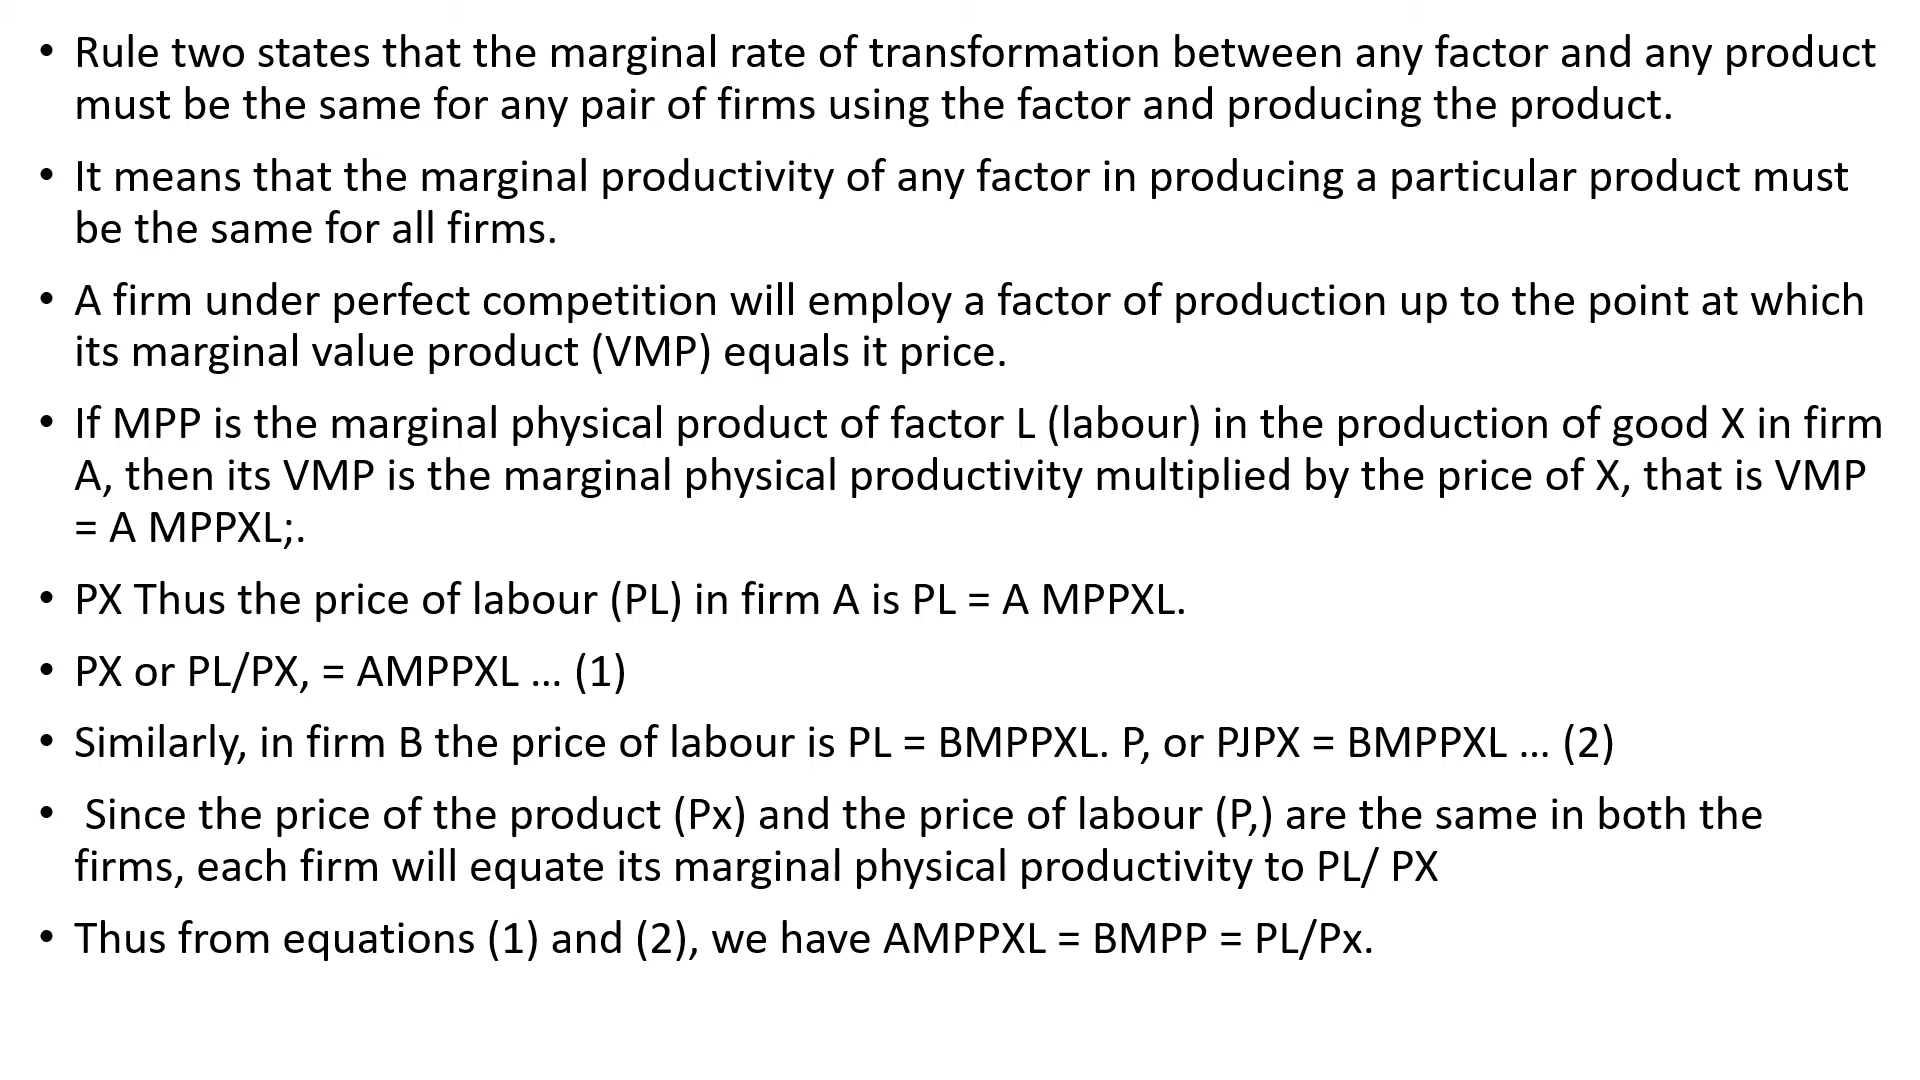 • Rule two states that the marginal rate of transformation between any factor and any product
must be the same for any pair of firms using the factor and producing the product.
• It means that the marginal productivity of any factor in producing a particular product must
be the same for all firms.
• A firm under perfect competition will employ a factor of production up to the point at which
its marginal value product (VMP) equals it price.
• If MPP is the marginal physical product of factor L (labour) in the production of good X in firm
A, then its VMP is the marginal physical productivity multiplied by the price of X, that is VMP
= A MPPXL;.
• PX Thus the price of labour (PL) in firm A is PL = A MPPXL.
• PX or PL/PX, = AMPPXL … (1)
• Similarly, in firm B the price of labour is PL = BMPPXL. P, or PJPX = BMPPXL … (2)
• Since the price of the product (Px) and the price of labour (P,) are the same in both the
firms, each firm will equate its marginal physical productivity to PL/ PX
• Thus from equations (1) and (2), we have AMPPXL = BMPP = PL/Px.